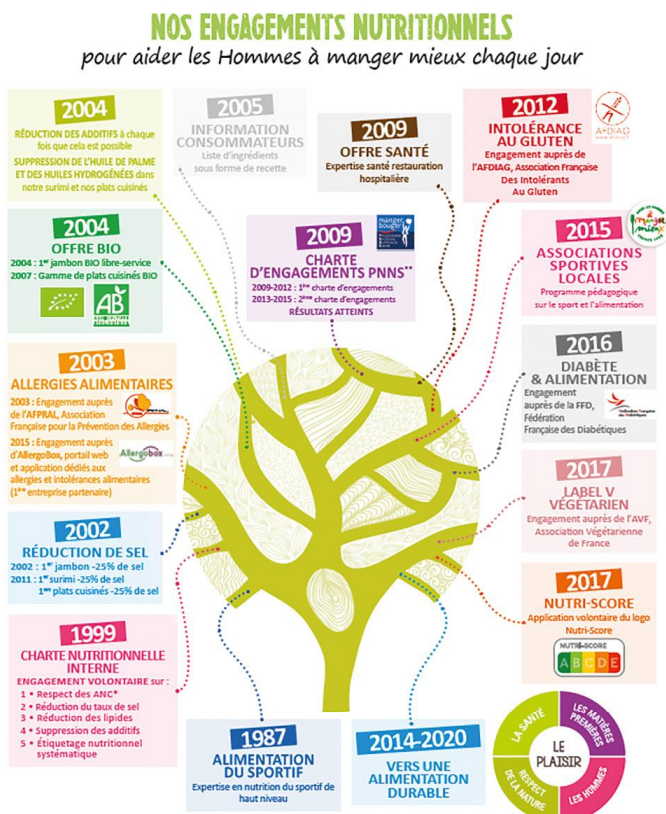 NOS ENGAGEMENTS NUTRITIONNELS
pour aider les Hommes à manger mieux chaque jour
2004
RÉDUCTION DES ADDITIFS à chaque
fois que cela est possible
SUPPRESSION DE L'HUILE DE PALME
ET DES HUILES HYDROGÉNÉES dans
notre surimi et nos plats cuisinés
2005
INFORMATION
CONSOMMATEURS
Liste d'ingrédients
sous forme de recette
2009
OFFRE SANTÉ
Expertise santé restauration
hospitalière
2012
INTOLÉRANCE
AU GLUTEN
Engagement auprès de
l'AFDIAG, Association Française
Des Intolérants
Au Gluten
AFDIAG
2004
OFFRE BIO
2004 : 1er jambon BIO libre-service
2007 : Gamme de plats cuisinés BIO
AB
2009
manger
bouger
CHARTE
D'ENGAGEMENTS PNNS**
2009-2012 : 1ère charte d'engagements
2013-2015 : 2ème charte d'engagements
RÉSULTATS ATTEINTS
2015
manger
mieux
ASSOCIATIONS
SPORTIVES
LOCALES
Programme pédagogique
sur le sport et l'alimentation
2003
ALLERGIES ALIMENTAIRES
2003 : Engagement auprès
de l'AFPRAL, Association
Française pour la Prévention des Allergies
2015 : Engagement auprès
d'AllergoBox, portail web
et application dédiés aux
allergies et intolérances alimentaires
(1ère entreprise partenaire)
Allergobox
2016
DIABÈTE
& ALIMENTATION
Engagement
auprès de la FFD,
Fédération
Française des Diabétiques
2017
LABEL V
VÉGÉTARIEN
Engagement auprès de l'AVF,
Association Végétarienne
de France
2002
RÉDUCTION DE SEL
2002 : 1er jambon -25% de sel
2011 : 1er surimi -25% de sel
1ers plats cuisinés -25% de sel
2017
NUTRI-SCORE
Application volontaire du logo
Nutri-Score
NUTRI-SCORE
A B C D E
1999
CHARTE NUTRITIONNELLE
INTERNE
ENGAGEMENT VOLONTAIRE sur :
1 • Respect des ANC*
2 • Réduction du taux de sel
3 • Réduction des lipides
4 • Suppression des additifs
5 • Étiquetage nutritionnel
systématique
1987
ALIMENTATION
DU SPORTIF
Expertise en nutrition du sportif de
haut niveau
2014-2020
VERS UNE
ALIMENTATION
DURABLE
LA SANTÉ
LES MATIÈRES
PREMIÈRES
LE
PLAISIR
RESPECT
DE LA NATURE
LES HOMMES